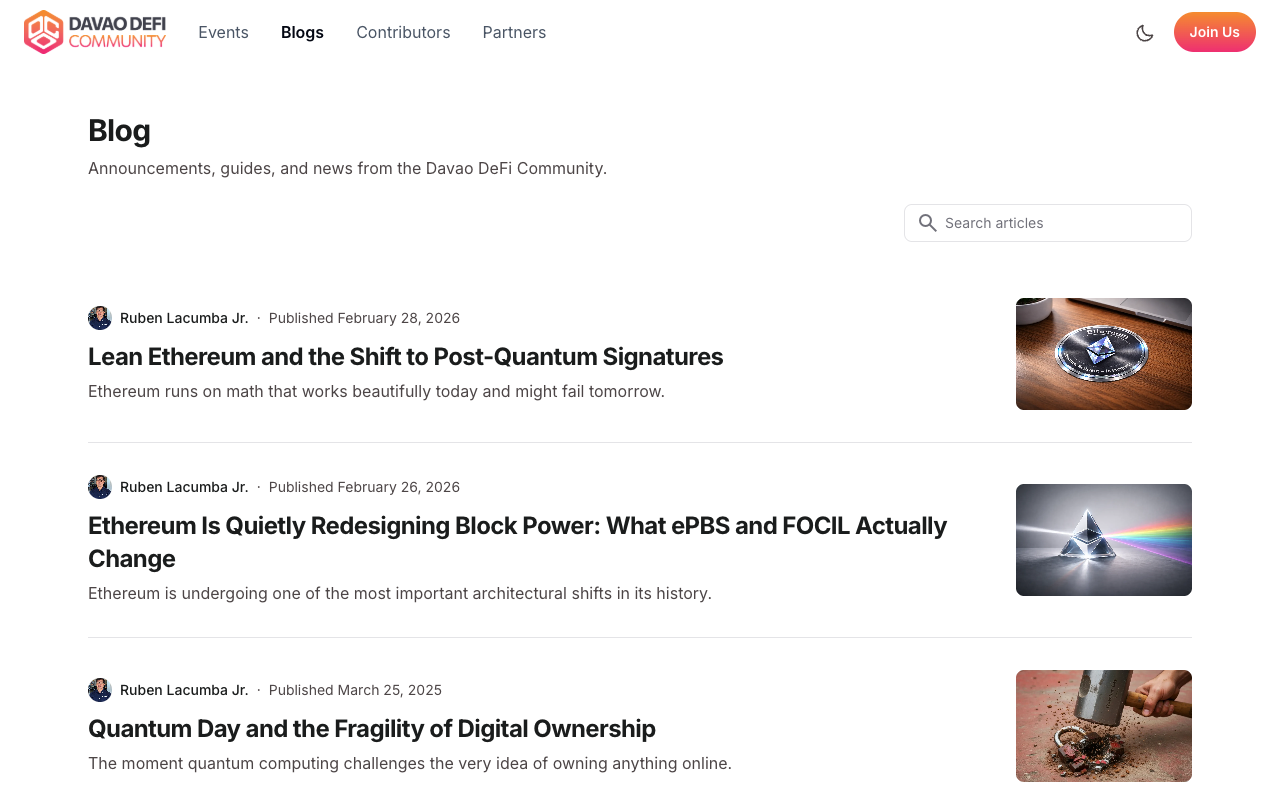 DAVAO DEFI
COMMUNITY
Events
Blogs
Contributors
Partners
Join Us
Blog
Announcements, guides, and news from the Davao DeFi Community.
Search articles
Ruben Lacumba Jr. · Published February 28, 2026
Lean Ethereum and the Shift to Post-Quantum Signatures
Ethereum runs on math that works beautifully today and might fail tomorrow.
Ruben Lacumba Jr. · Published February 26, 2026
Ethereum Is Quietly Redesigning Block Power: What ePBS and FOCIL Actually
Change
Ethereum is undergoing one of the most important architectural shifts in its history.
Ruben Lacumba Jr. · Published March 25, 2025
Quantum Day and the Fragility of Digital Ownership
The moment quantum computing challenges the very idea of owning anything online.